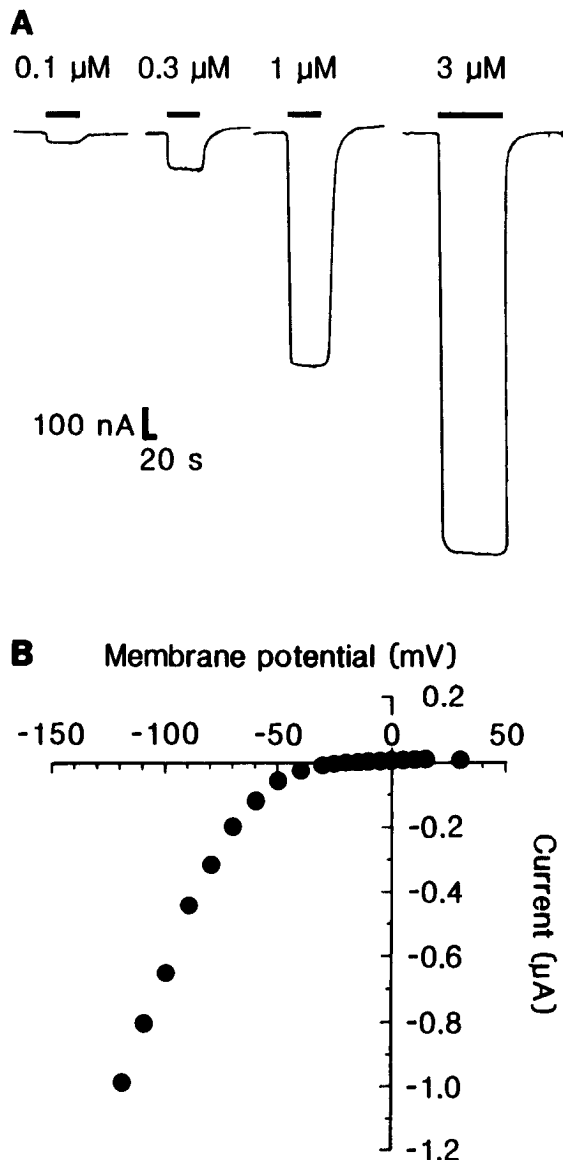 A
0.1 µM 0.3 µM 1 µM 3 µM
100 nA
20 s
B Membrane potential (mV)
0.2
-150 -100 -50 0 50
-0.2
-0.4
-0.6
-0.8
-1.0
-1.2
Current (µA)